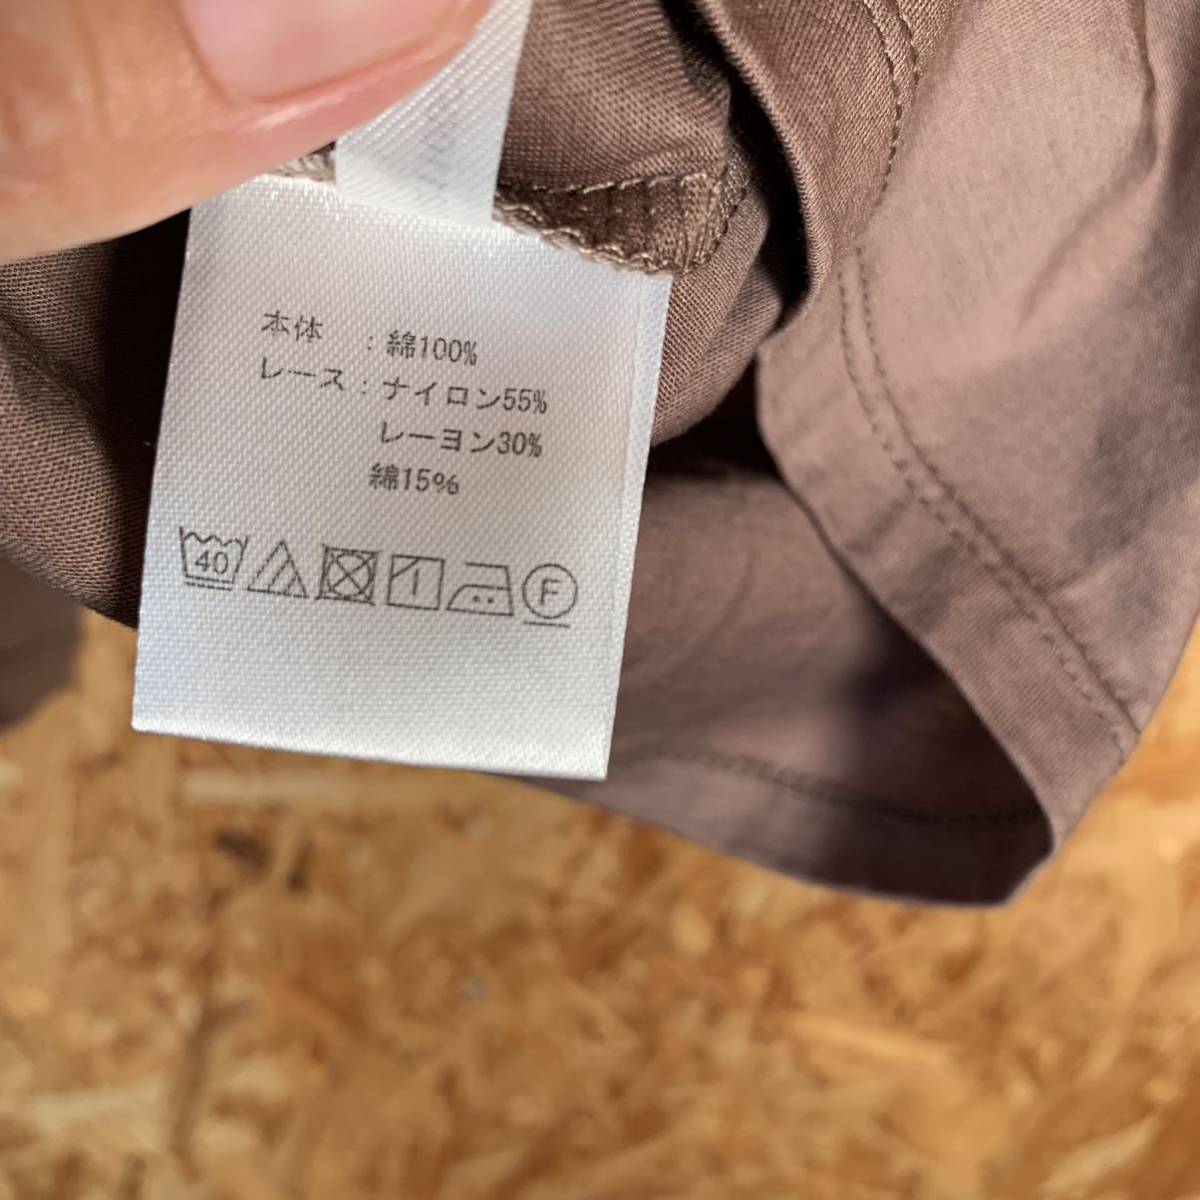 本体　：綿100%
レース：ナイロン55%
レーヨン30%
綿15%
40 F